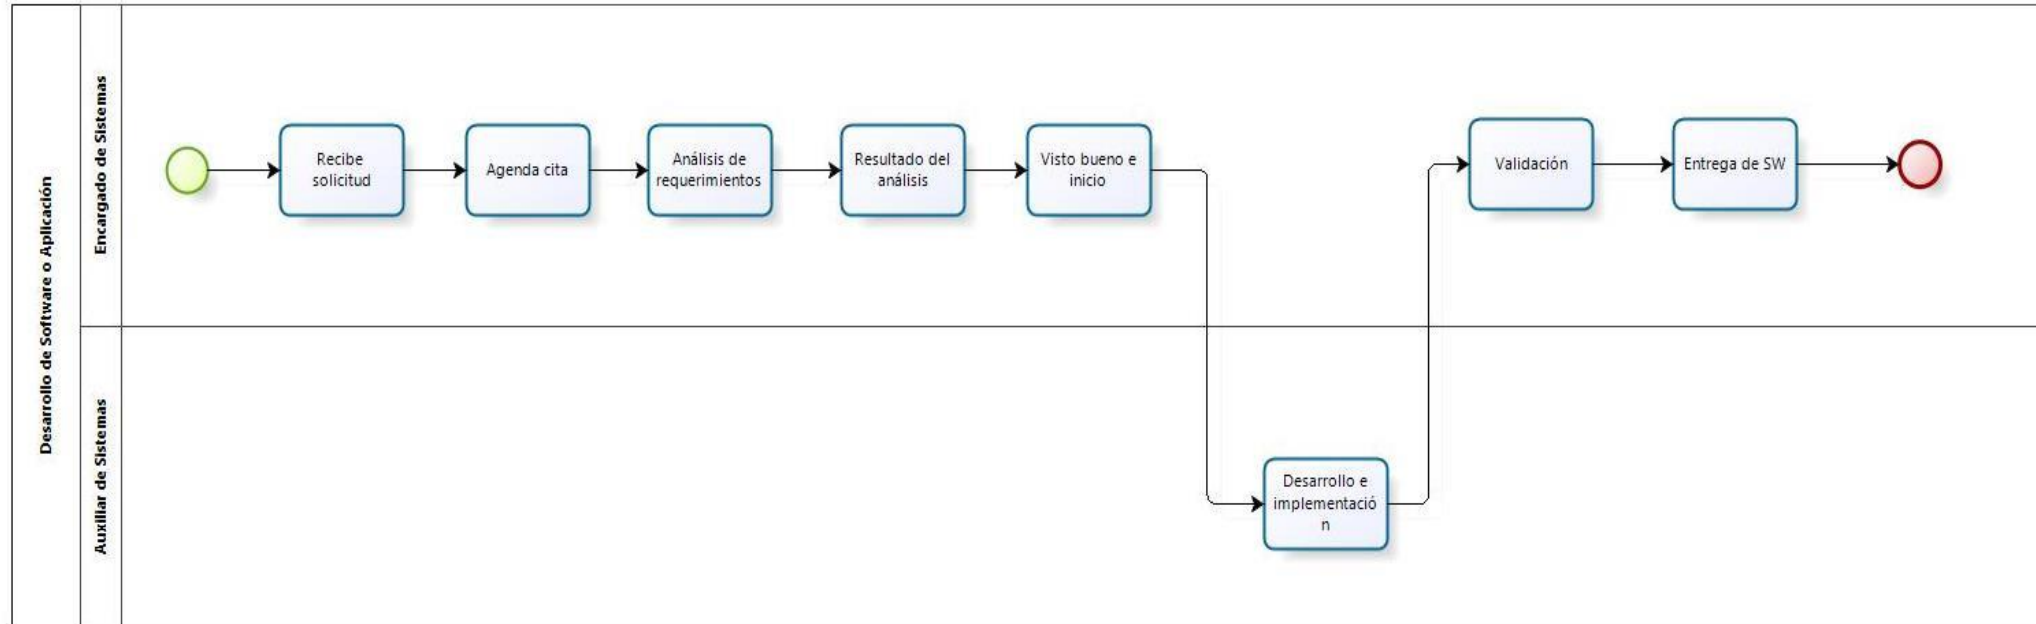 Desarrollo de Software o Aplicación
Encargado de Sistemas
Recibe
solicitud
Agenda cita
Análisis de
requerimientos
Resultado del
análisis
Visto bueno e
inicio
Validación
Entrega de SW
Auxiliar de Sistemas
Desarrollo e
implementació
n